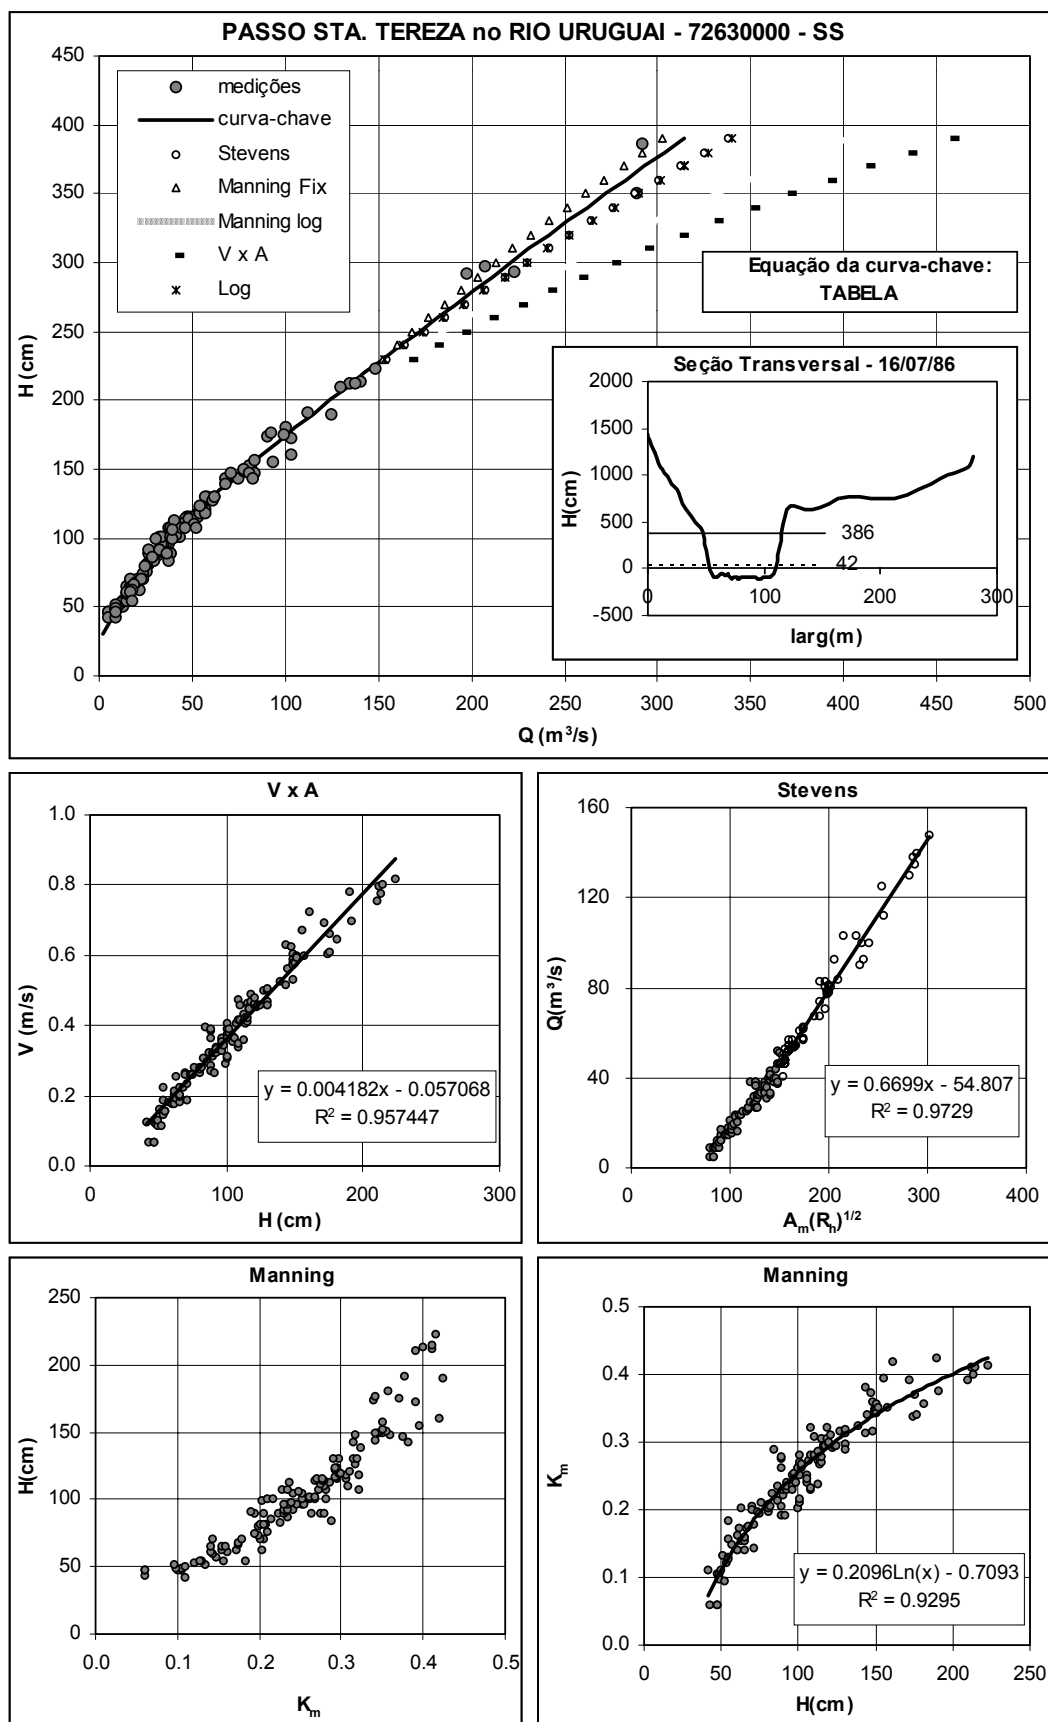 PASSO STA. TEREZA no RIO URUGUAI - 72630000 - SS
450
400
350
300
250
200
150
100
50
0
H (cm)
medições
curva-chave
Stevens
Manning Fix
Manning log
V x A
Log
Equação da curva-chave:
TABELA
Seção Transversal - 16/07/86
2000
1500
1000
500
0
-500
H(cm)
386
42
0 100 200 300
larg(m)
0 50 100 150 200 250 300 350 400 450 500
Q (m³/s)
V x A
1.0
0.8
0.6
0.4
0.2
0.0
V (m/s)
y = 0.004182x - 0.057068
R² = 0.957447
0 100 200 300
H (cm)
Stevens
160
120
80
40
0
Q(m³/s)
y = 0.6699x - 54.807
R² = 0.9729
0 100 200 300 400
Aₘ(Rₕ)^1/2
Manning
250
200
150
100
50
0
H(cm)
0.0 0.1 0.2 0.3 0.4 0.5
Kₘ
Manning
0.5
0.4
0.3
0.2
0.1
0.0
Kₘ
y = 0.2096Ln(x) - 0.7093
R² = 0.9295
0 50 100 150 200 250
H(cm)